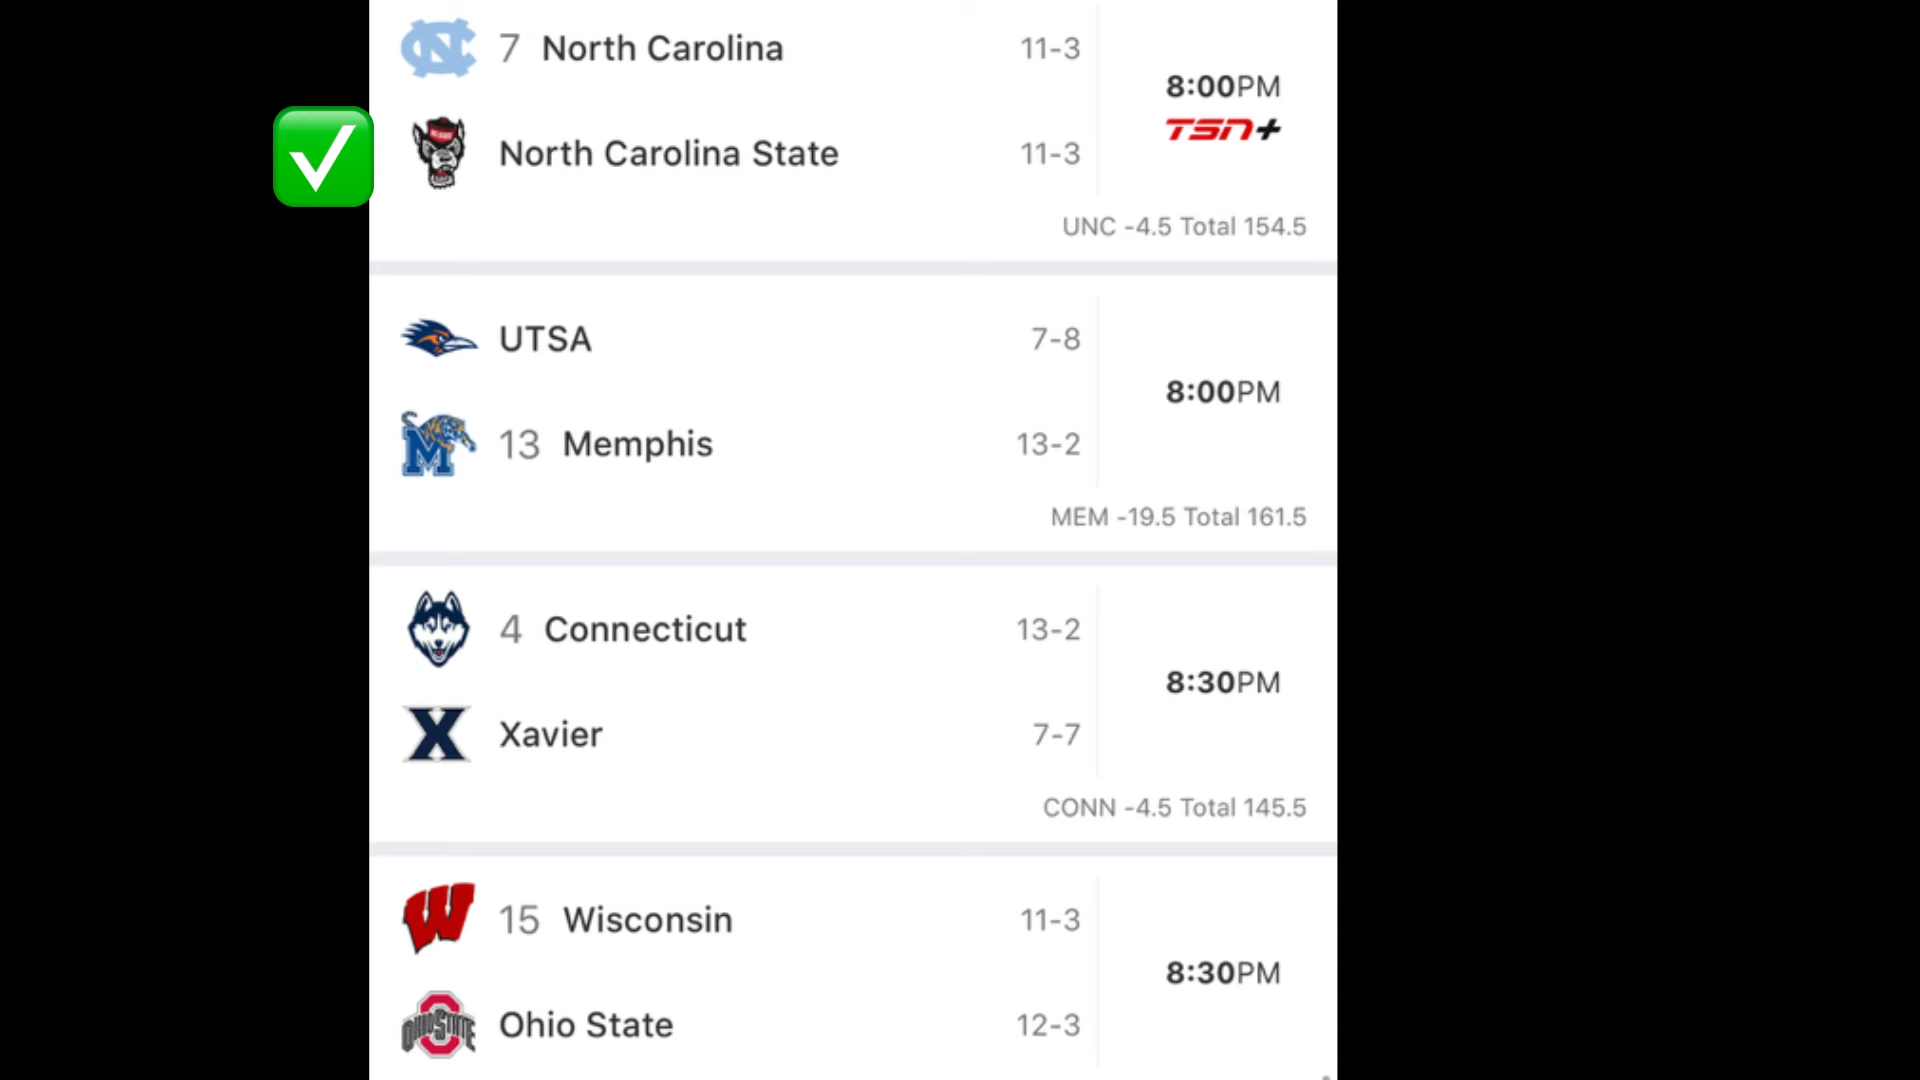 7 North Carolina 11-3
8:00PM
TSN+
North Carolina State 11-3
UNC -4.5 Total 154.5
UTSA 7-8
8:00PM
13 Memphis 13-2
MEM -19.5 Total 161.5
4 Connecticut 13-2
8:30PM
Xavier 7-7
CONN -4.5 Total 145.5
15 Wisconsin 11-3
8:30PM
OHIO STATE
Ohio State 12-3